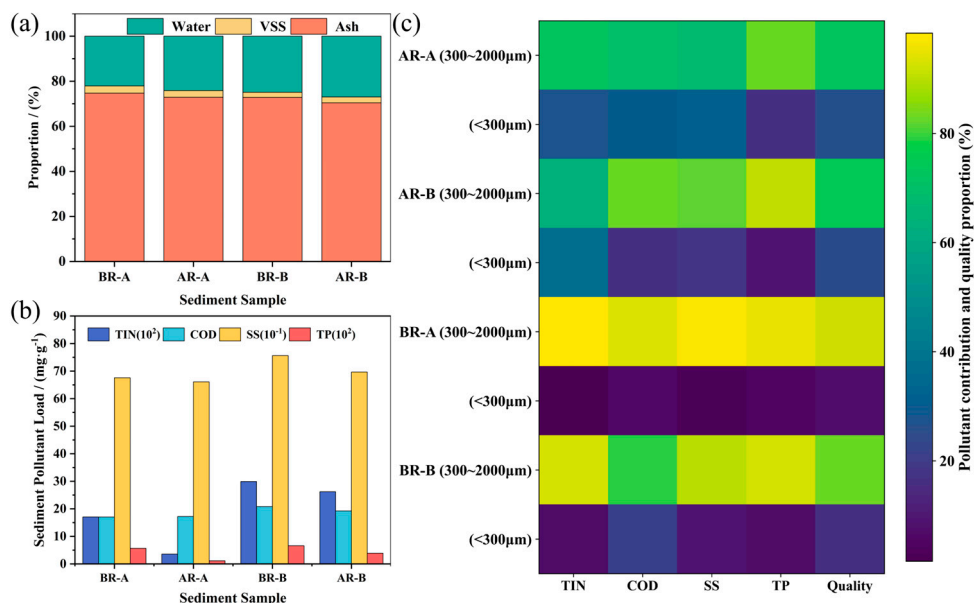 (a)
Water VSS Ash
100
80
60
40
20
0
Proportion / (%)
BR-A AR-A BR-B AR-B
Sediment Sample
(b)
TIN(10²) COD SS(10⁻¹) TP(10²)
90
80
70
60
50
40
30
20
10
0
Sediment Pollutant Load / (mg·g⁻¹)
BR-A AR-A BR-B AR-B
Sediment Sample
(c)
AR-A (300~2000μm)
(<300μm)
AR-B (300~2000μm)
(<300μm)
BR-A (300~2000μm)
(<300μm)
BR-B (300~2000μm)
(<300μm)
TIN COD SS TP Quality
80
60
40
20
Pollutant contribution and quality proportion (%)